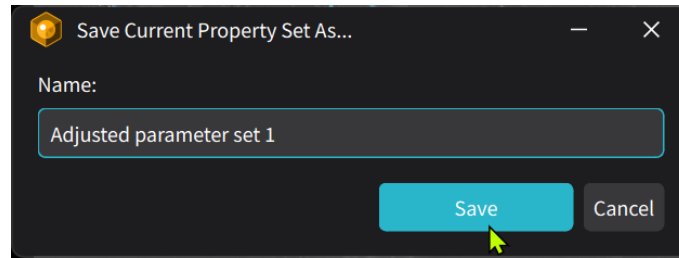 Save Current Property Set As...
Name:
Adjusted parameter set 1
Save Cancel